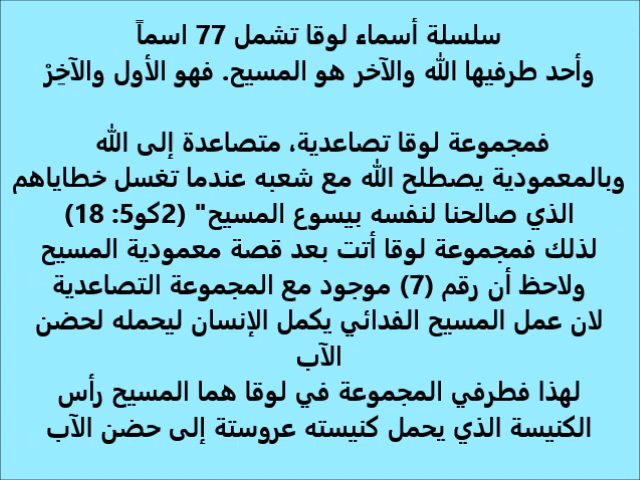 سلسلة أسماء لوقا تشمل 77 اسماً
وأحد طرفيها الله والآخر هو المسيح. فهو الأول والآخِرْ
فمجموعة لوقا تصاعدية، متصاعدة إلى الله
وبالمعمودية يصطلح الله مع شعبه عندما تغسل خطاياهم
الذي صالحنا لنفسه بيسوع المسيح" (2كو5: 18)
لذلك فمجموعة لوقا أتت بعد قصة معمودية المسيح
ولاحظ أن رقم (7) موجود مع المجموعة التصاعدية
لان عمل المسيح الفدائي يكمل الإنسان ليحمله لحضن
الآب
لهذا فطرفي المجموعة في لوقا هما المسيح رأس
الكنيسة الذي يحمل كنيسته عروستة إلى حضن الآب